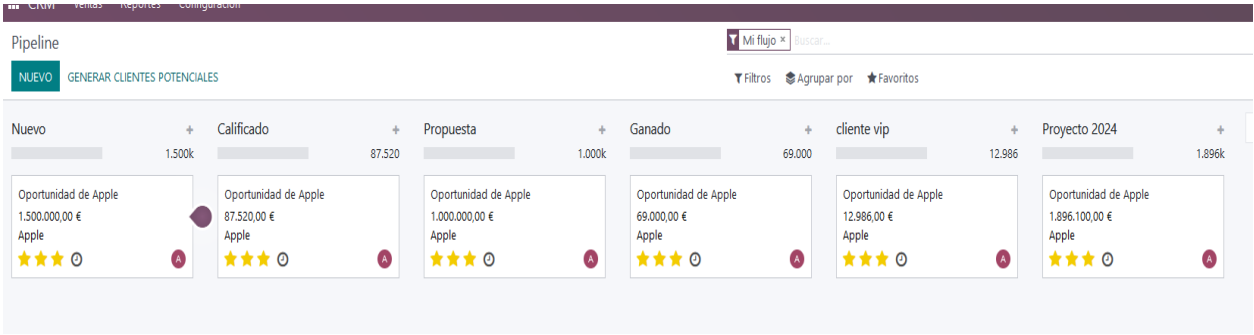 CRM Ventas Reportes Configuración
Pipeline
Mi flujo × Buscar...
NUEVO GENERAR CLIENTES POTENCIALES
Filtros Agrupar por Favoritos
Nuevo +
1.500k
Oportunidad de Apple
1.500.000,00 €
Apple
A
Calificado +
87.520
Oportunidad de Apple
87.520,00 €
Apple
A
Propuesta +
1.000k
Oportunidad de Apple
1.000.000,00 €
Apple
A
Ganado +
69.000
Oportunidad de Apple
69.000,00 €
Apple
A
cliente vip +
12.986
Oportunidad de Apple
12.986,00 €
Apple
A
Proyecto 2024 +
1.896k
Oportunidad de Apple
1.896.100,00 €
Apple
A